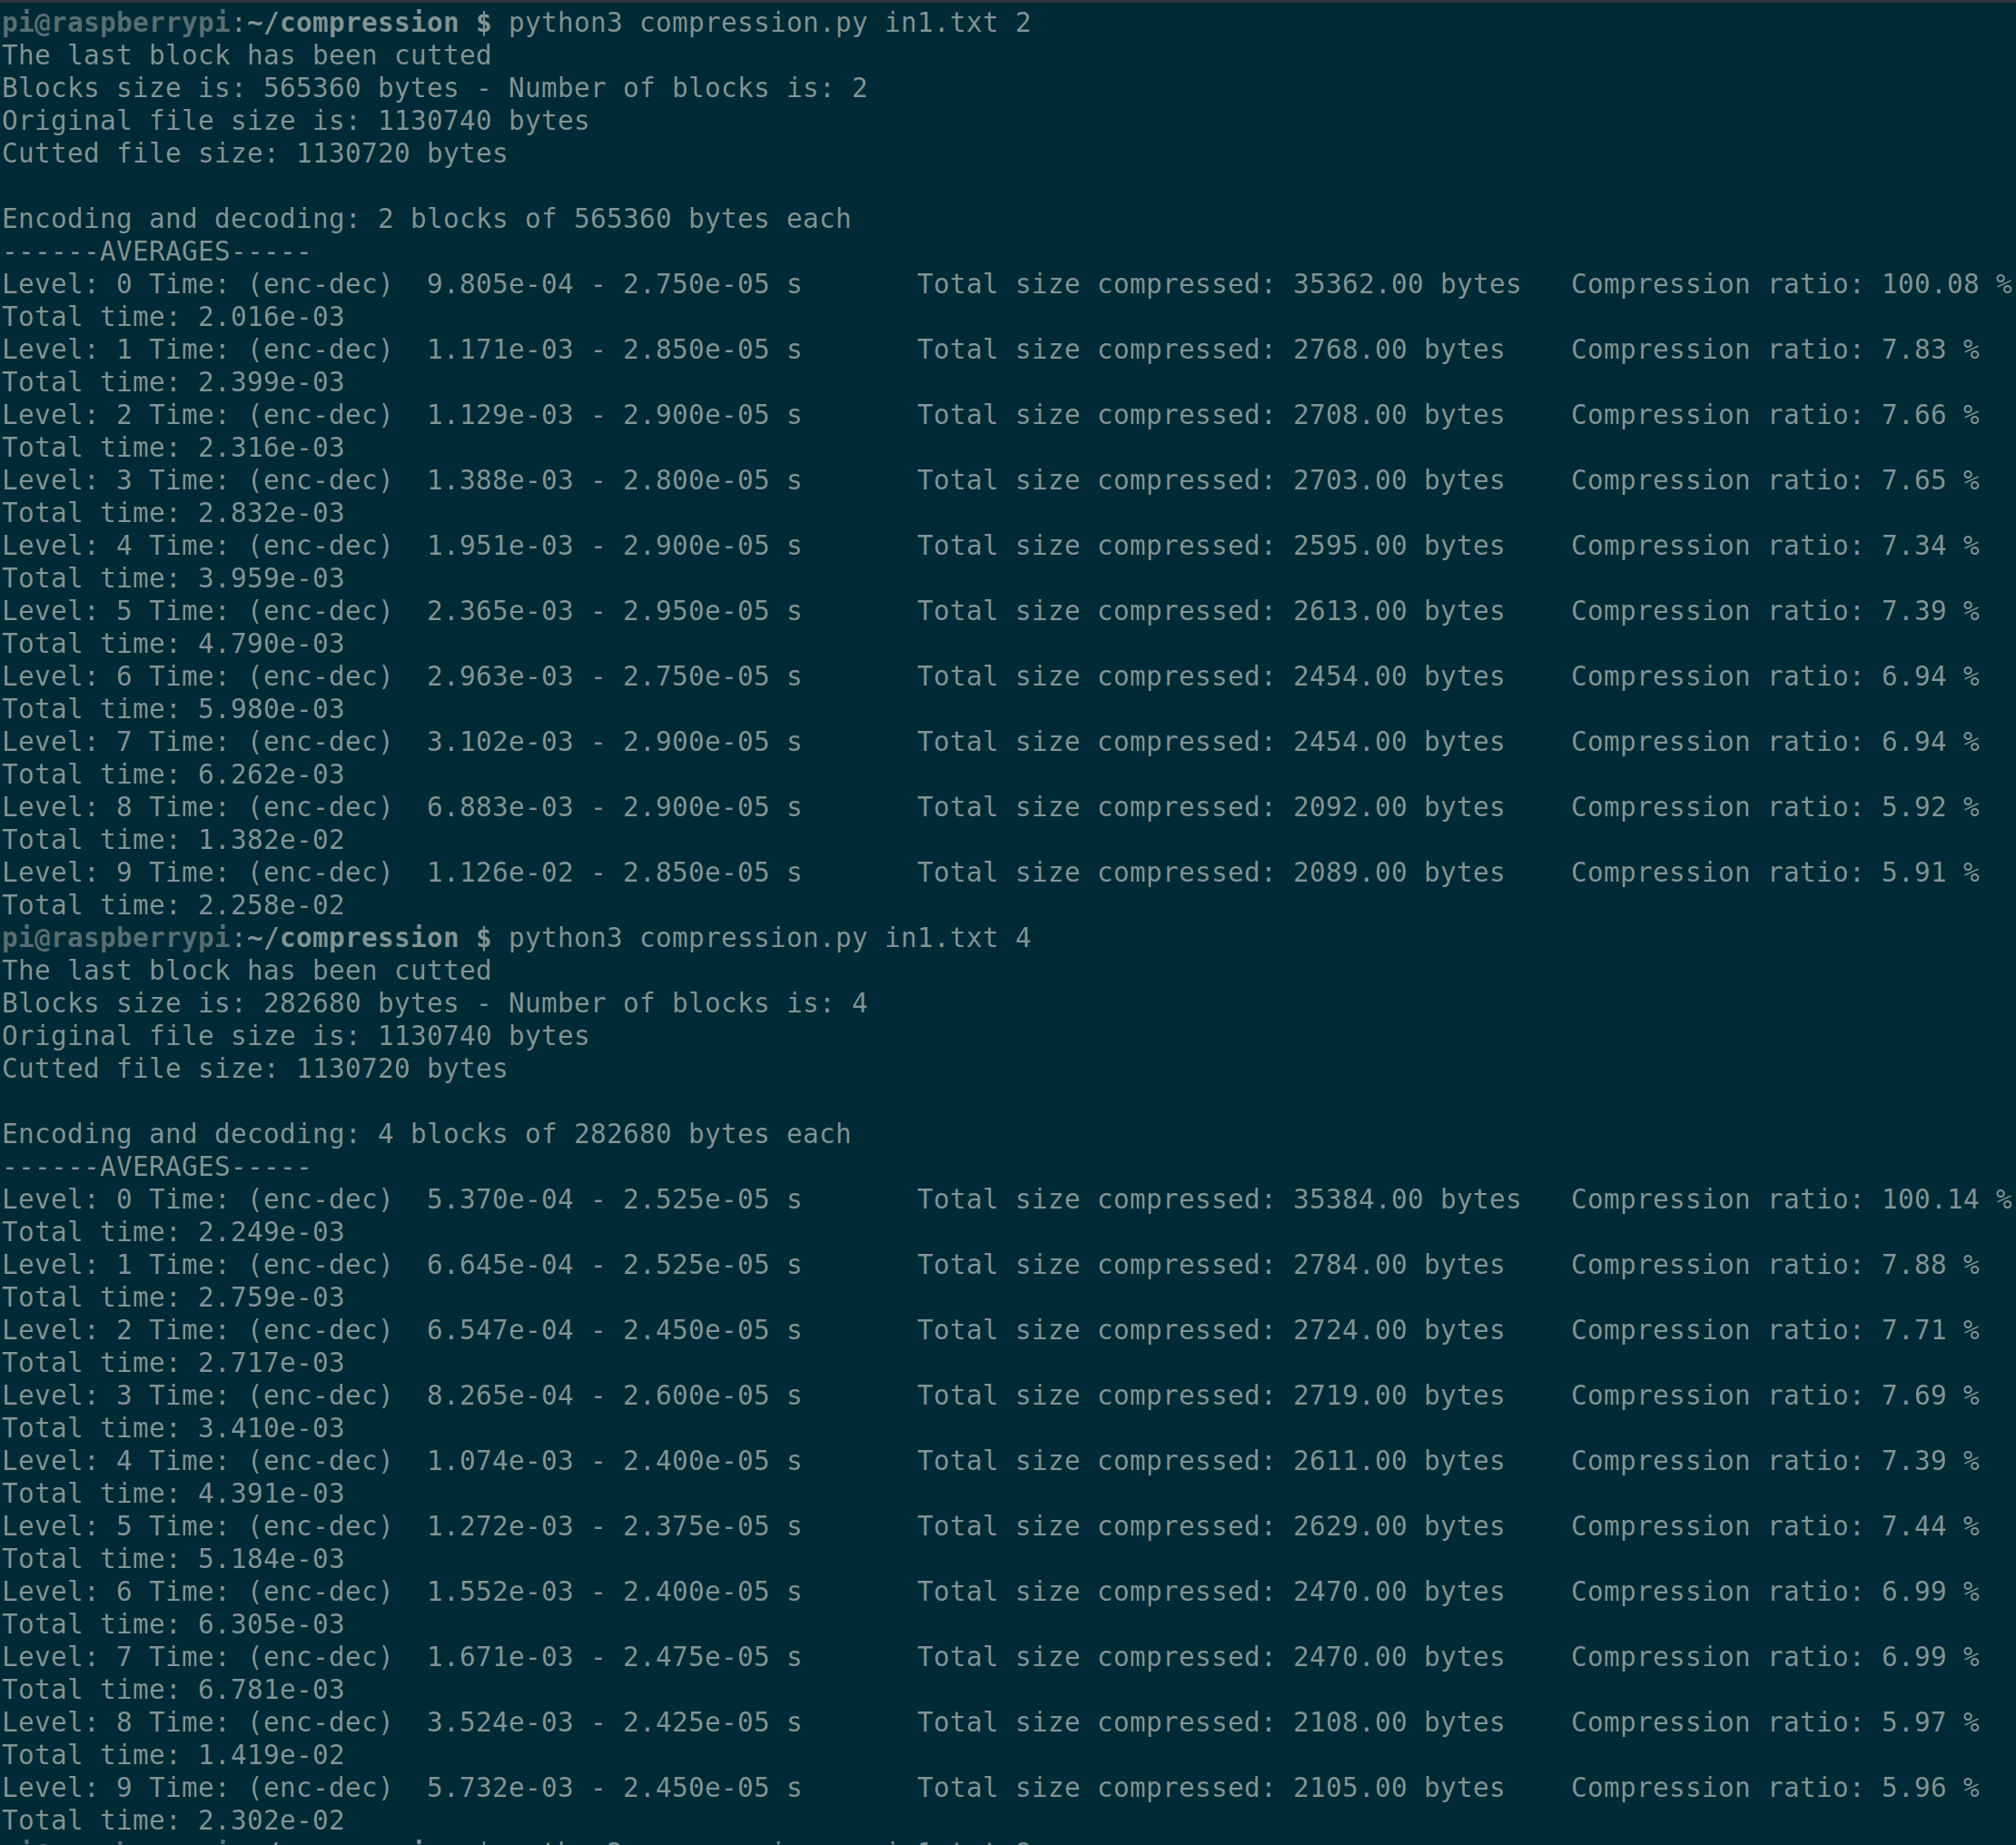 pi@raspberrypi:~/compression $ python3 compression.py in1.txt 2
The last block has been cutted
Blocks size is: 565360 bytes - Number of blocks is: 2
Original file size is: 1130740 bytes
Cutted file size: 1130720 bytes
Encoding and decoding: 2 blocks of 565360 bytes each
------AVERAGES-----
Level: 0 Time: (enc-dec)  9.805e-04 - 2.750e-05 s       Total size compressed: 35362.00 bytes   Compression ratio: 100.08 %
Total time: 2.016e-03
Level: 1 Time: (enc-dec)  1.171e-03 - 2.850e-05 s       Total size compressed: 2768.00 bytes    Compression ratio: 7.83 %
Total time: 2.399e-03
Level: 2 Time: (enc-dec)  1.129e-03 - 2.900e-05 s       Total size compressed: 2708.00 bytes    Compression ratio: 7.66 %
Total time: 2.316e-03
Level: 3 Time: (enc-dec)  1.388e-03 - 2.800e-05 s       Total size compressed: 2703.00 bytes    Compression ratio: 7.65 %
Total time: 2.832e-03
Level: 4 Time: (enc-dec)  1.951e-03 - 2.900e-05 s       Total size compressed: 2595.00 bytes    Compression ratio: 7.34 %
Total time: 3.959e-03
Level: 5 Time: (enc-dec)  2.365e-03 - 2.950e-05 s       Total size compressed: 2613.00 bytes    Compression ratio: 7.39 %
Total time: 4.790e-03
Level: 6 Time: (enc-dec)  2.963e-03 - 2.750e-05 s       Total size compressed: 2454.00 bytes    Compression ratio: 6.94 %
Total time: 5.980e-03
Level: 7 Time: (enc-dec)  3.102e-03 - 2.900e-05 s       Total size compressed: 2454.00 bytes    Compression ratio: 6.94 %
Total time: 6.262e-03
Level: 8 Time: (enc-dec)  6.883e-03 - 2.900e-05 s       Total size compressed: 2092.00 bytes    Compression ratio: 5.92 %
Total time: 1.382e-02
Level: 9 Time: (enc-dec)  1.126e-02 - 2.850e-05 s       Total size compressed: 2089.00 bytes    Compression ratio: 5.91 %
Total time: 2.258e-02
pi@raspberrypi:~/compression $ python3 compression.py in1.txt 4
The last block has been cutted
Blocks size is: 282680 bytes - Number of blocks is: 4
Original file size is: 1130740 bytes
Cutted file size: 1130720 bytes
Encoding and decoding: 4 blocks of 282680 bytes each
------AVERAGES-----
Level: 0 Time: (enc-dec)  5.370e-04 - 2.525e-05 s       Total size compressed: 35384.00 bytes   Compression ratio: 100.14 %
Total time: 2.249e-03
Level: 1 Time: (enc-dec)  6.645e-04 - 2.525e-05 s       Total size compressed: 2784.00 bytes    Compression ratio: 7.88 %
Total time: 2.759e-03
Level: 2 Time: (enc-dec)  6.547e-04 - 2.450e-05 s       Total size compressed: 2724.00 bytes    Compression ratio: 7.71 %
Total time: 2.717e-03
Level: 3 Time: (enc-dec)  8.265e-04 - 2.600e-05 s       Total size compressed: 2719.00 bytes    Compression ratio: 7.69 %
Total time: 3.410e-03
Level: 4 Time: (enc-dec)  1.074e-03 - 2.400e-05 s       Total size compressed: 2611.00 bytes    Compression ratio: 7.39 %
Total time: 4.391e-03
Level: 5 Time: (enc-dec)  1.272e-03 - 2.375e-05 s       Total size compressed: 2629.00 bytes    Compression ratio: 7.44 %
Total time: 5.184e-03
Level: 6 Time: (enc-dec)  1.552e-03 - 2.400e-05 s       Total size compressed: 2470.00 bytes    Compression ratio: 6.99 %
Total time: 6.305e-03
Level: 7 Time: (enc-dec)  1.671e-03 - 2.475e-05 s       Total size compressed: 2470.00 bytes    Compression ratio: 6.99 %
Total time: 6.781e-03
Level: 8 Time: (enc-dec)  3.524e-03 - 2.425e-05 s       Total size compressed: 2108.00 bytes    Compression ratio: 5.97 %
Total time: 1.419e-02
Level: 9 Time: (enc-dec)  5.732e-03 - 2.450e-05 s       Total size compressed: 2105.00 bytes    Compression ratio: 5.96 %
Total time: 2.302e-02